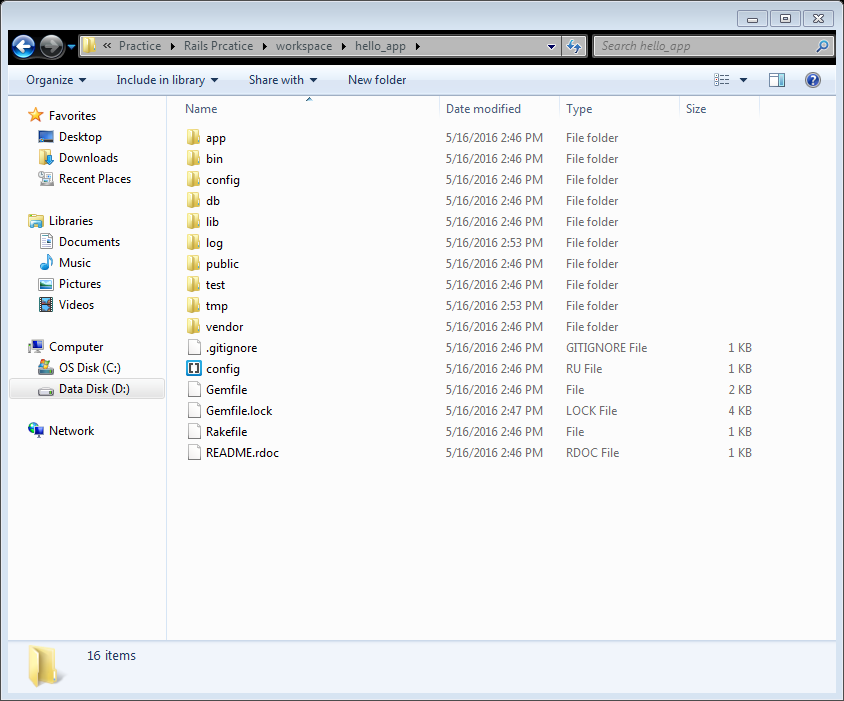 « Practice ▸ Rails Prcatice ▸ workspace ▸ hello_app ▸ Search hello_app
Organize Include in library Share with New folder
Favorites
Desktop
Downloads
Recent Places
Libraries
Documents
Music
Pictures
Videos
Computer
OS Disk (C:)
Data Disk (D:)
Network
Name Date modified Type Size
app 5/16/2016 2:46 PM File folder
bin 5/16/2016 2:46 PM File folder
config 5/16/2016 2:46 PM File folder
db 5/16/2016 2:46 PM File folder
lib 5/16/2016 2:46 PM File folder
log 5/16/2016 2:53 PM File folder
public 5/16/2016 2:46 PM File folder
test 5/16/2016 2:46 PM File folder
tmp 5/16/2016 2:53 PM File folder
vendor 5/16/2016 2:46 PM File folder
.gitignore 5/16/2016 2:46 PM GITIGNORE File 1 KB
config 5/16/2016 2:46 PM RU File 1 KB
Gemfile 5/16/2016 2:46 PM File 2 KB
Gemfile.lock 5/16/2016 2:47 PM LOCK File 4 KB
Rakefile 5/16/2016 2:46 PM File 1 KB
README.rdoc 5/16/2016 2:46 PM RDOC File 1 KB
16 items